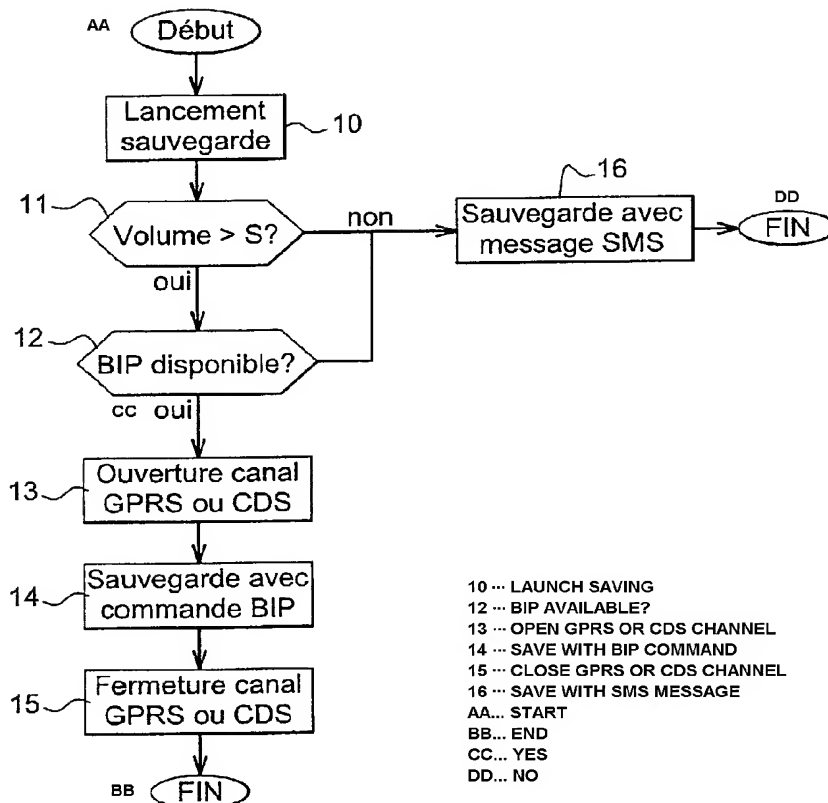 AA Début
Lancement
sauvegarde
10
11
Volume > S?
non
oui
16
Sauvegarde avec
message SMS
DD
FIN
12
BIP disponible?
CC oui
13
Ouverture canal
GPRS ou CDS
14
Sauvegarde avec
commande BIP
15
Fermeture canal
GPRS ou CDS
BB FIN
10 ... LAUNCH SAVING
12 ... BIP AVAILABLE?
13 ... OPEN GPRS OR CDS CHANNEL
14 ... SAVE WITH BIP COMMAND
15 ... CLOSE GPRS OR CDS CHANNEL
16 ... SAVE WITH SMS MESSAGE
AA... START
BB... END
CC... YES
DD... NO